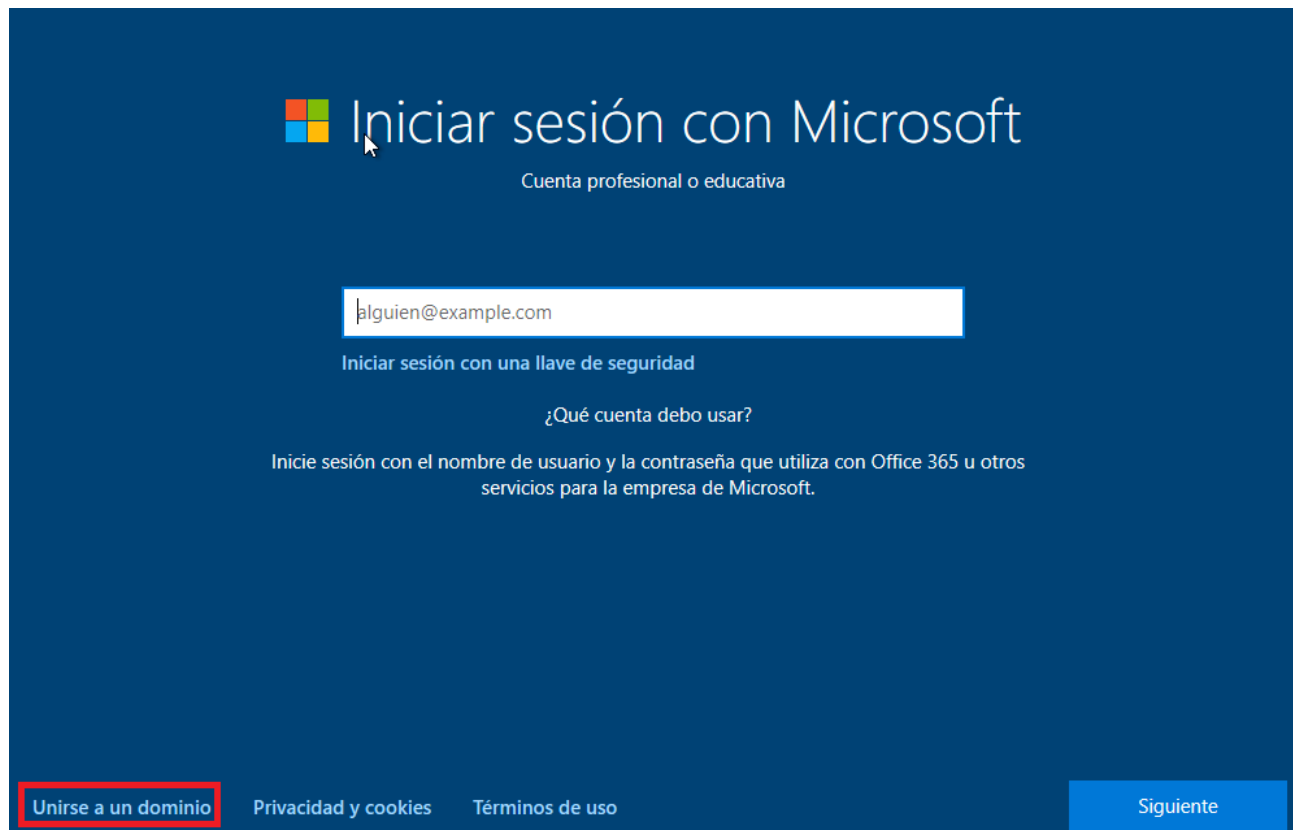 Iniciar sesión con Microsoft
Cuenta profesional o educativa
alguien@example.com
Iniciar sesión con una llave de seguridad
¿Qué cuenta debo usar?
Inicie sesión con el nombre de usuario y la contraseña que utiliza con Office 365 u otros
servicios para la empresa de Microsoft.
Unirse a un dominio
Privacidad y cookies
Términos de uso
Siguiente